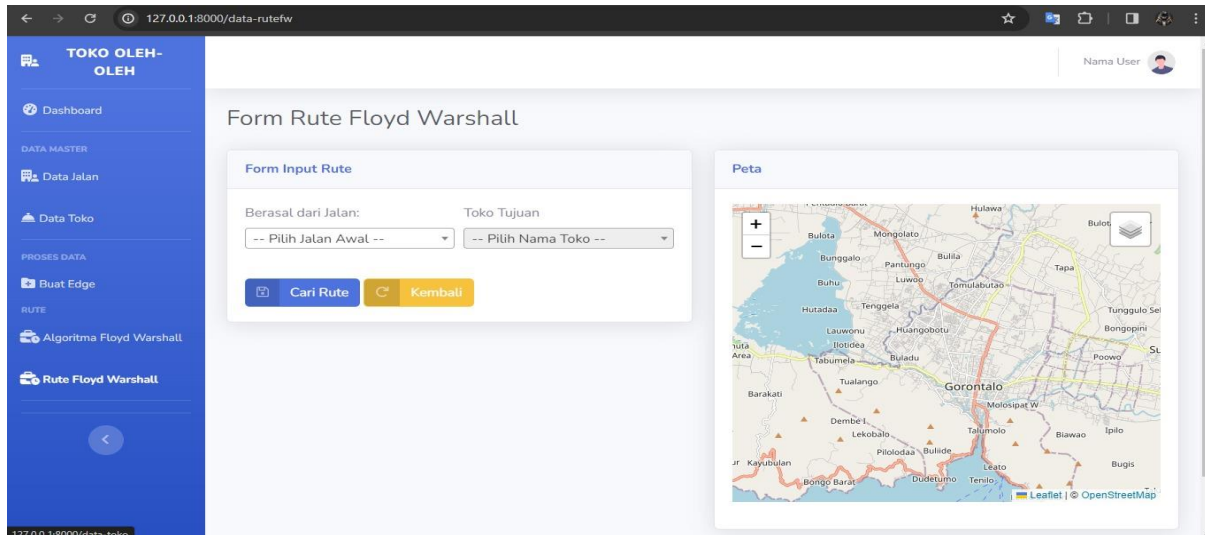 127.0.0.1:8000/data-rutefw
TOKO OLEH-
OLEH
Nama User
Dashboard
DATA MASTER
Data Jalan
Data Toko
PROSES DATA
Buat Edge
RUTE
Algoritma Floyd Warshall
Rute Floyd Warshall
Form Rute Floyd Warshall
Form Input Rute
Berasal dari Jalan:
Toko Tujuan
-- Pilih Jalan Awal --
-- Pilih Nama Toko --
Cari Rute
Kembali
Peta
+
−
Hulawa
Bulota
Mongolato
Bunggalo
Pantungo
Bulila
Tapa
Buhu
Luwoo
Tomulabutao
Hutadaa
Tenggela
Tunggulo Sel
Lauwonu
Huangobotu
Bongopini
Ilotidea
Area
Tabumela
Buladu
Poowo
Tualango
Gorontalo
Barakati
Molosipat W
Dembe I
Lekobalo
Talumolo
Biawao
Ipilo
Pilolodaa
Buliide
Kayubulan
Leato
Bugis
Bongo Barat
Dudetumo
Tenilo
Leaflet | © OpenStreetMap
127.0.0.1:8000/data-toko